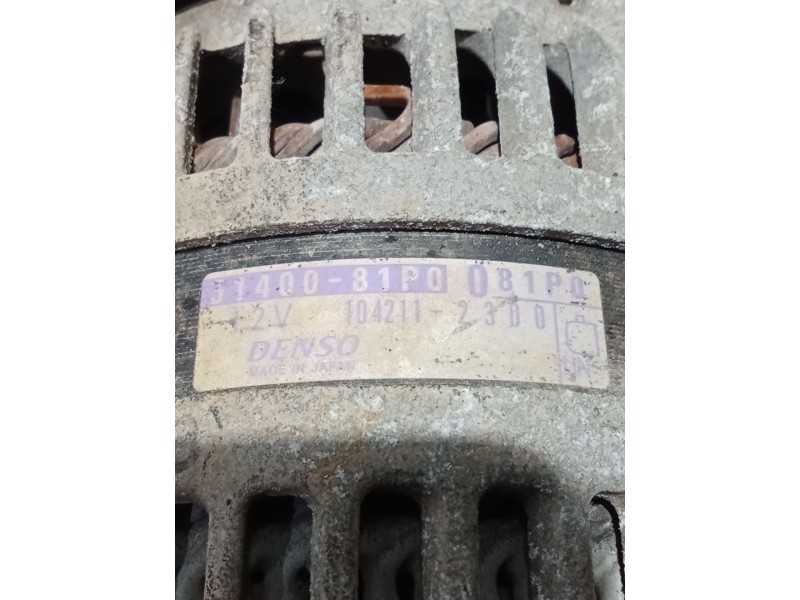 31400-81P0 081P0
12V 104211-2300
DENSO
MADE IN JAPAN